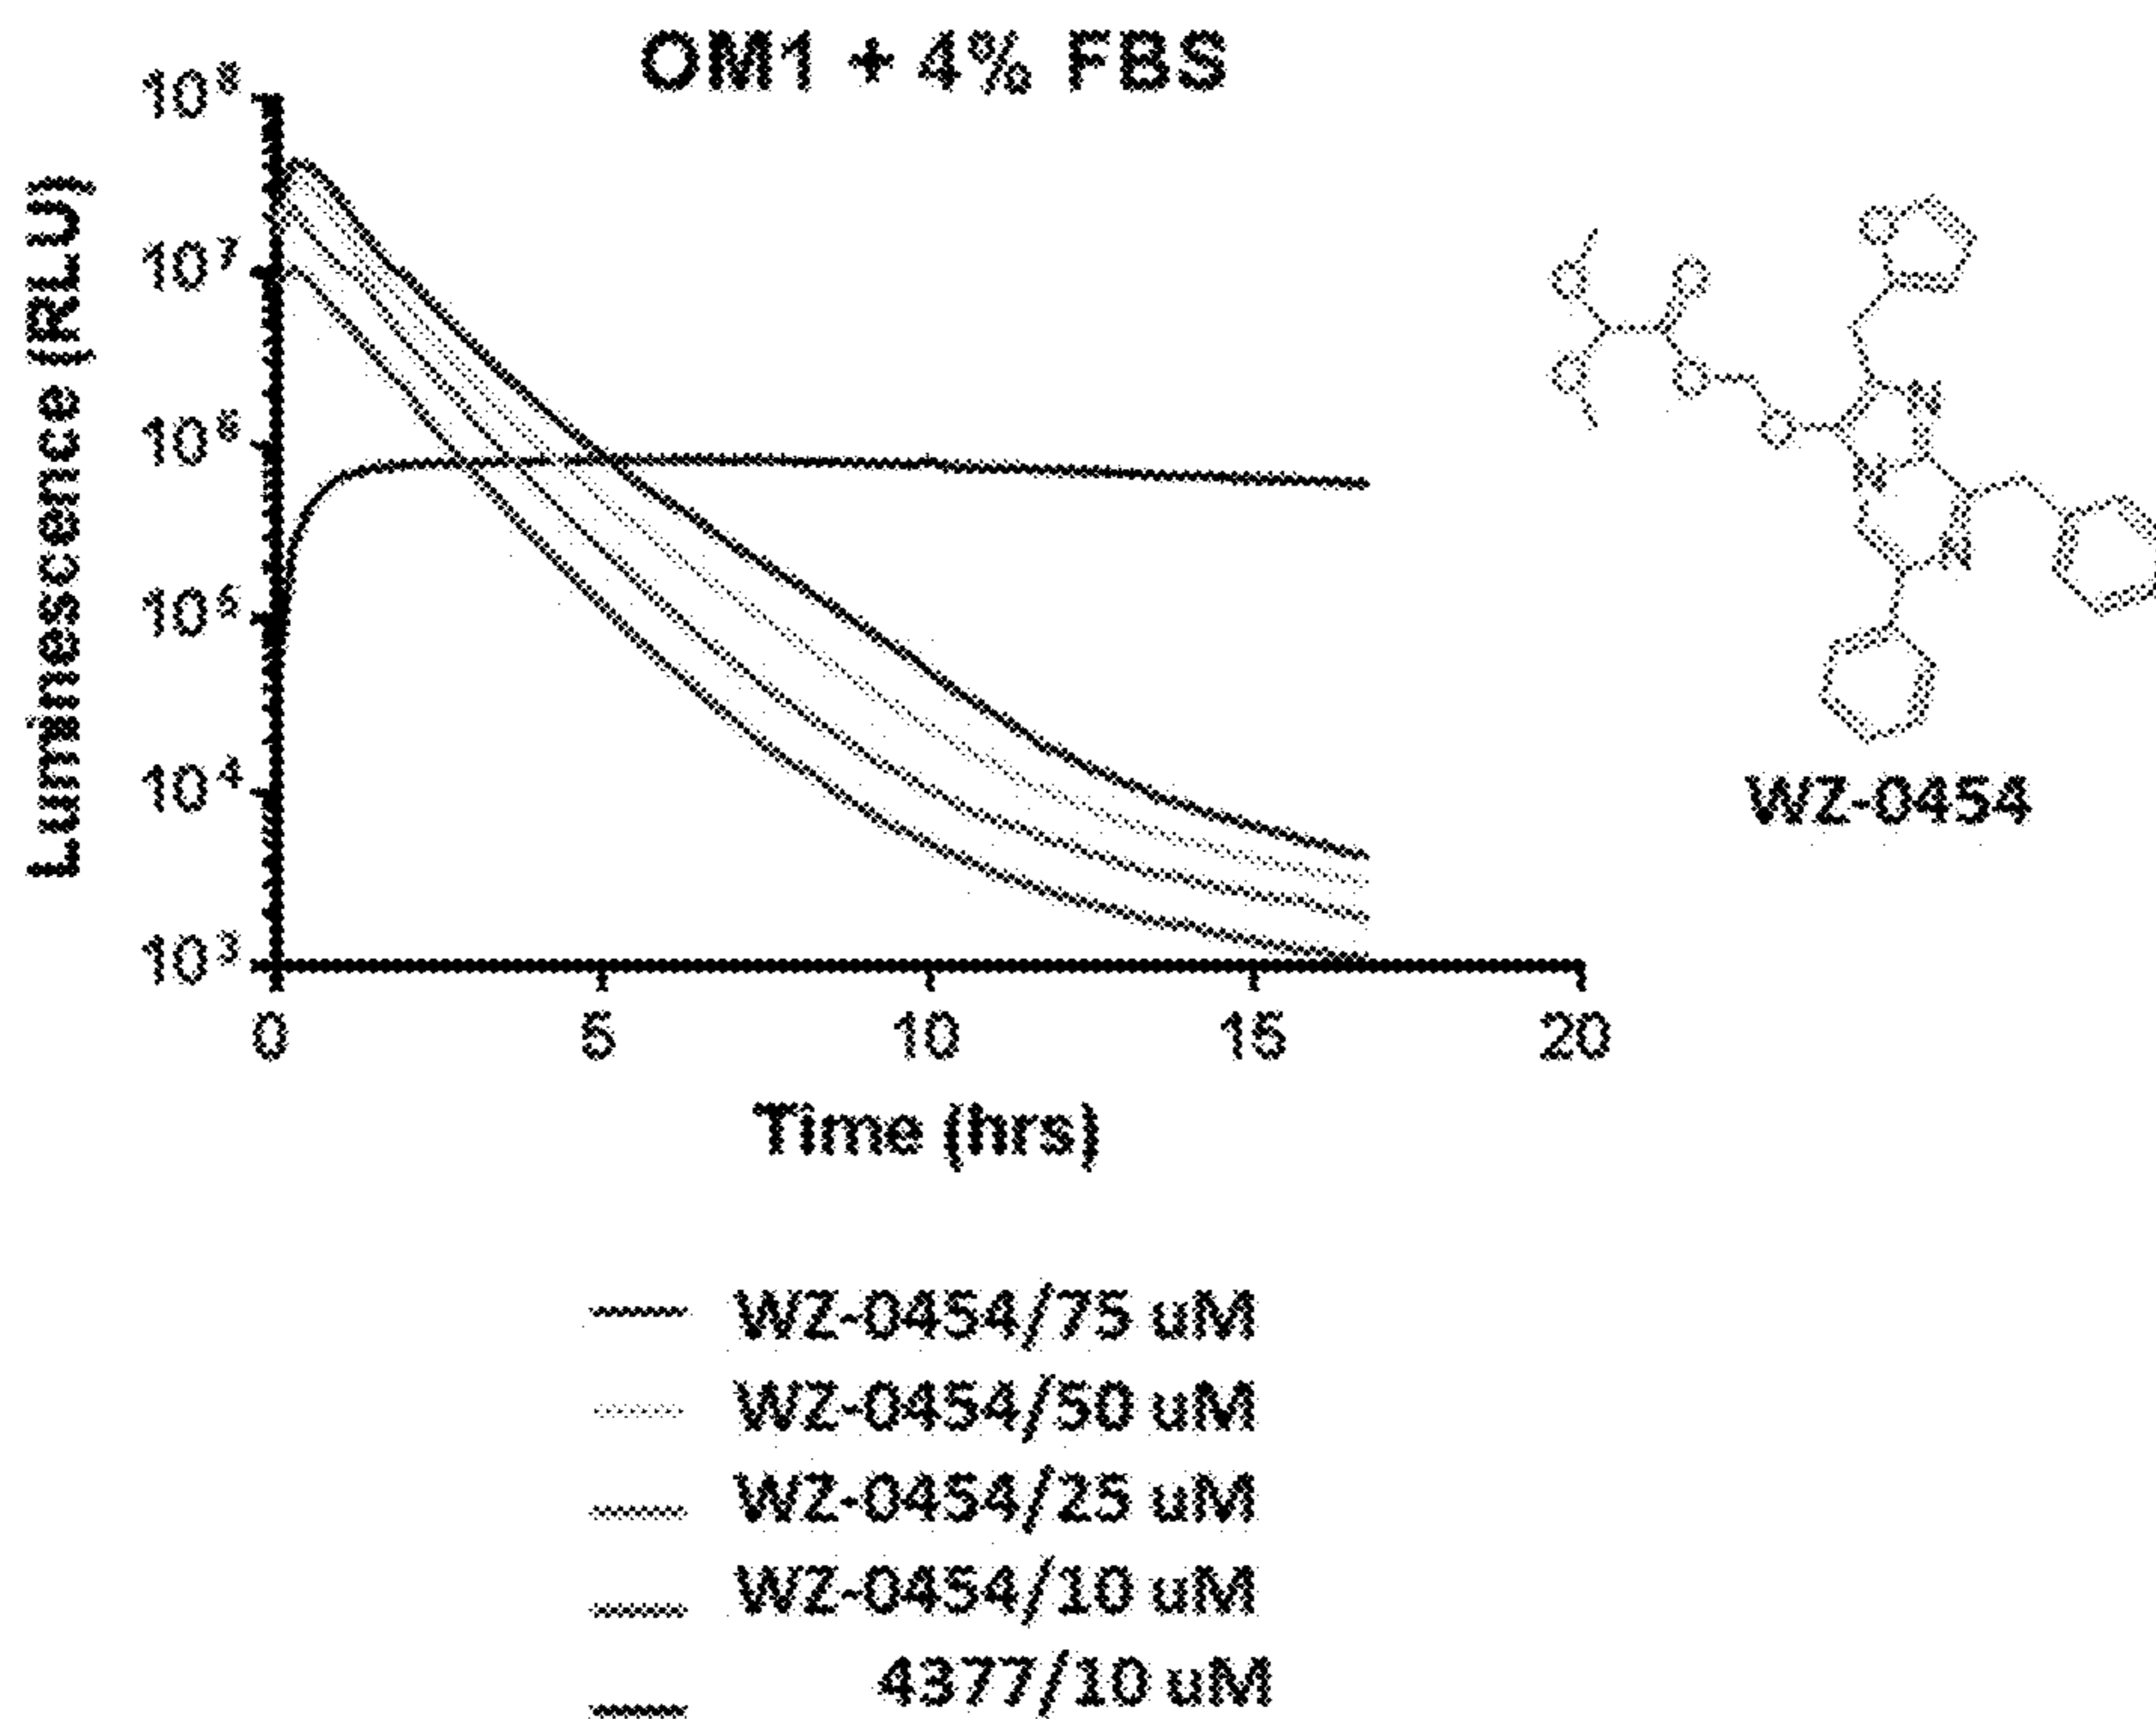 OM1 + 4% FBS
Luminescence (RLU)
10⁸
10⁷
10⁶
10⁵
10⁴
10³
0 5 10 15 20
Time (hrs)
O
O
O
O
O
O
N
N
N
WZ-0454
WZ-0454/75 uM
WZ-0454/50 uM
WZ-0454/25 uM
WZ-0454/10 uM
4377/10 uM